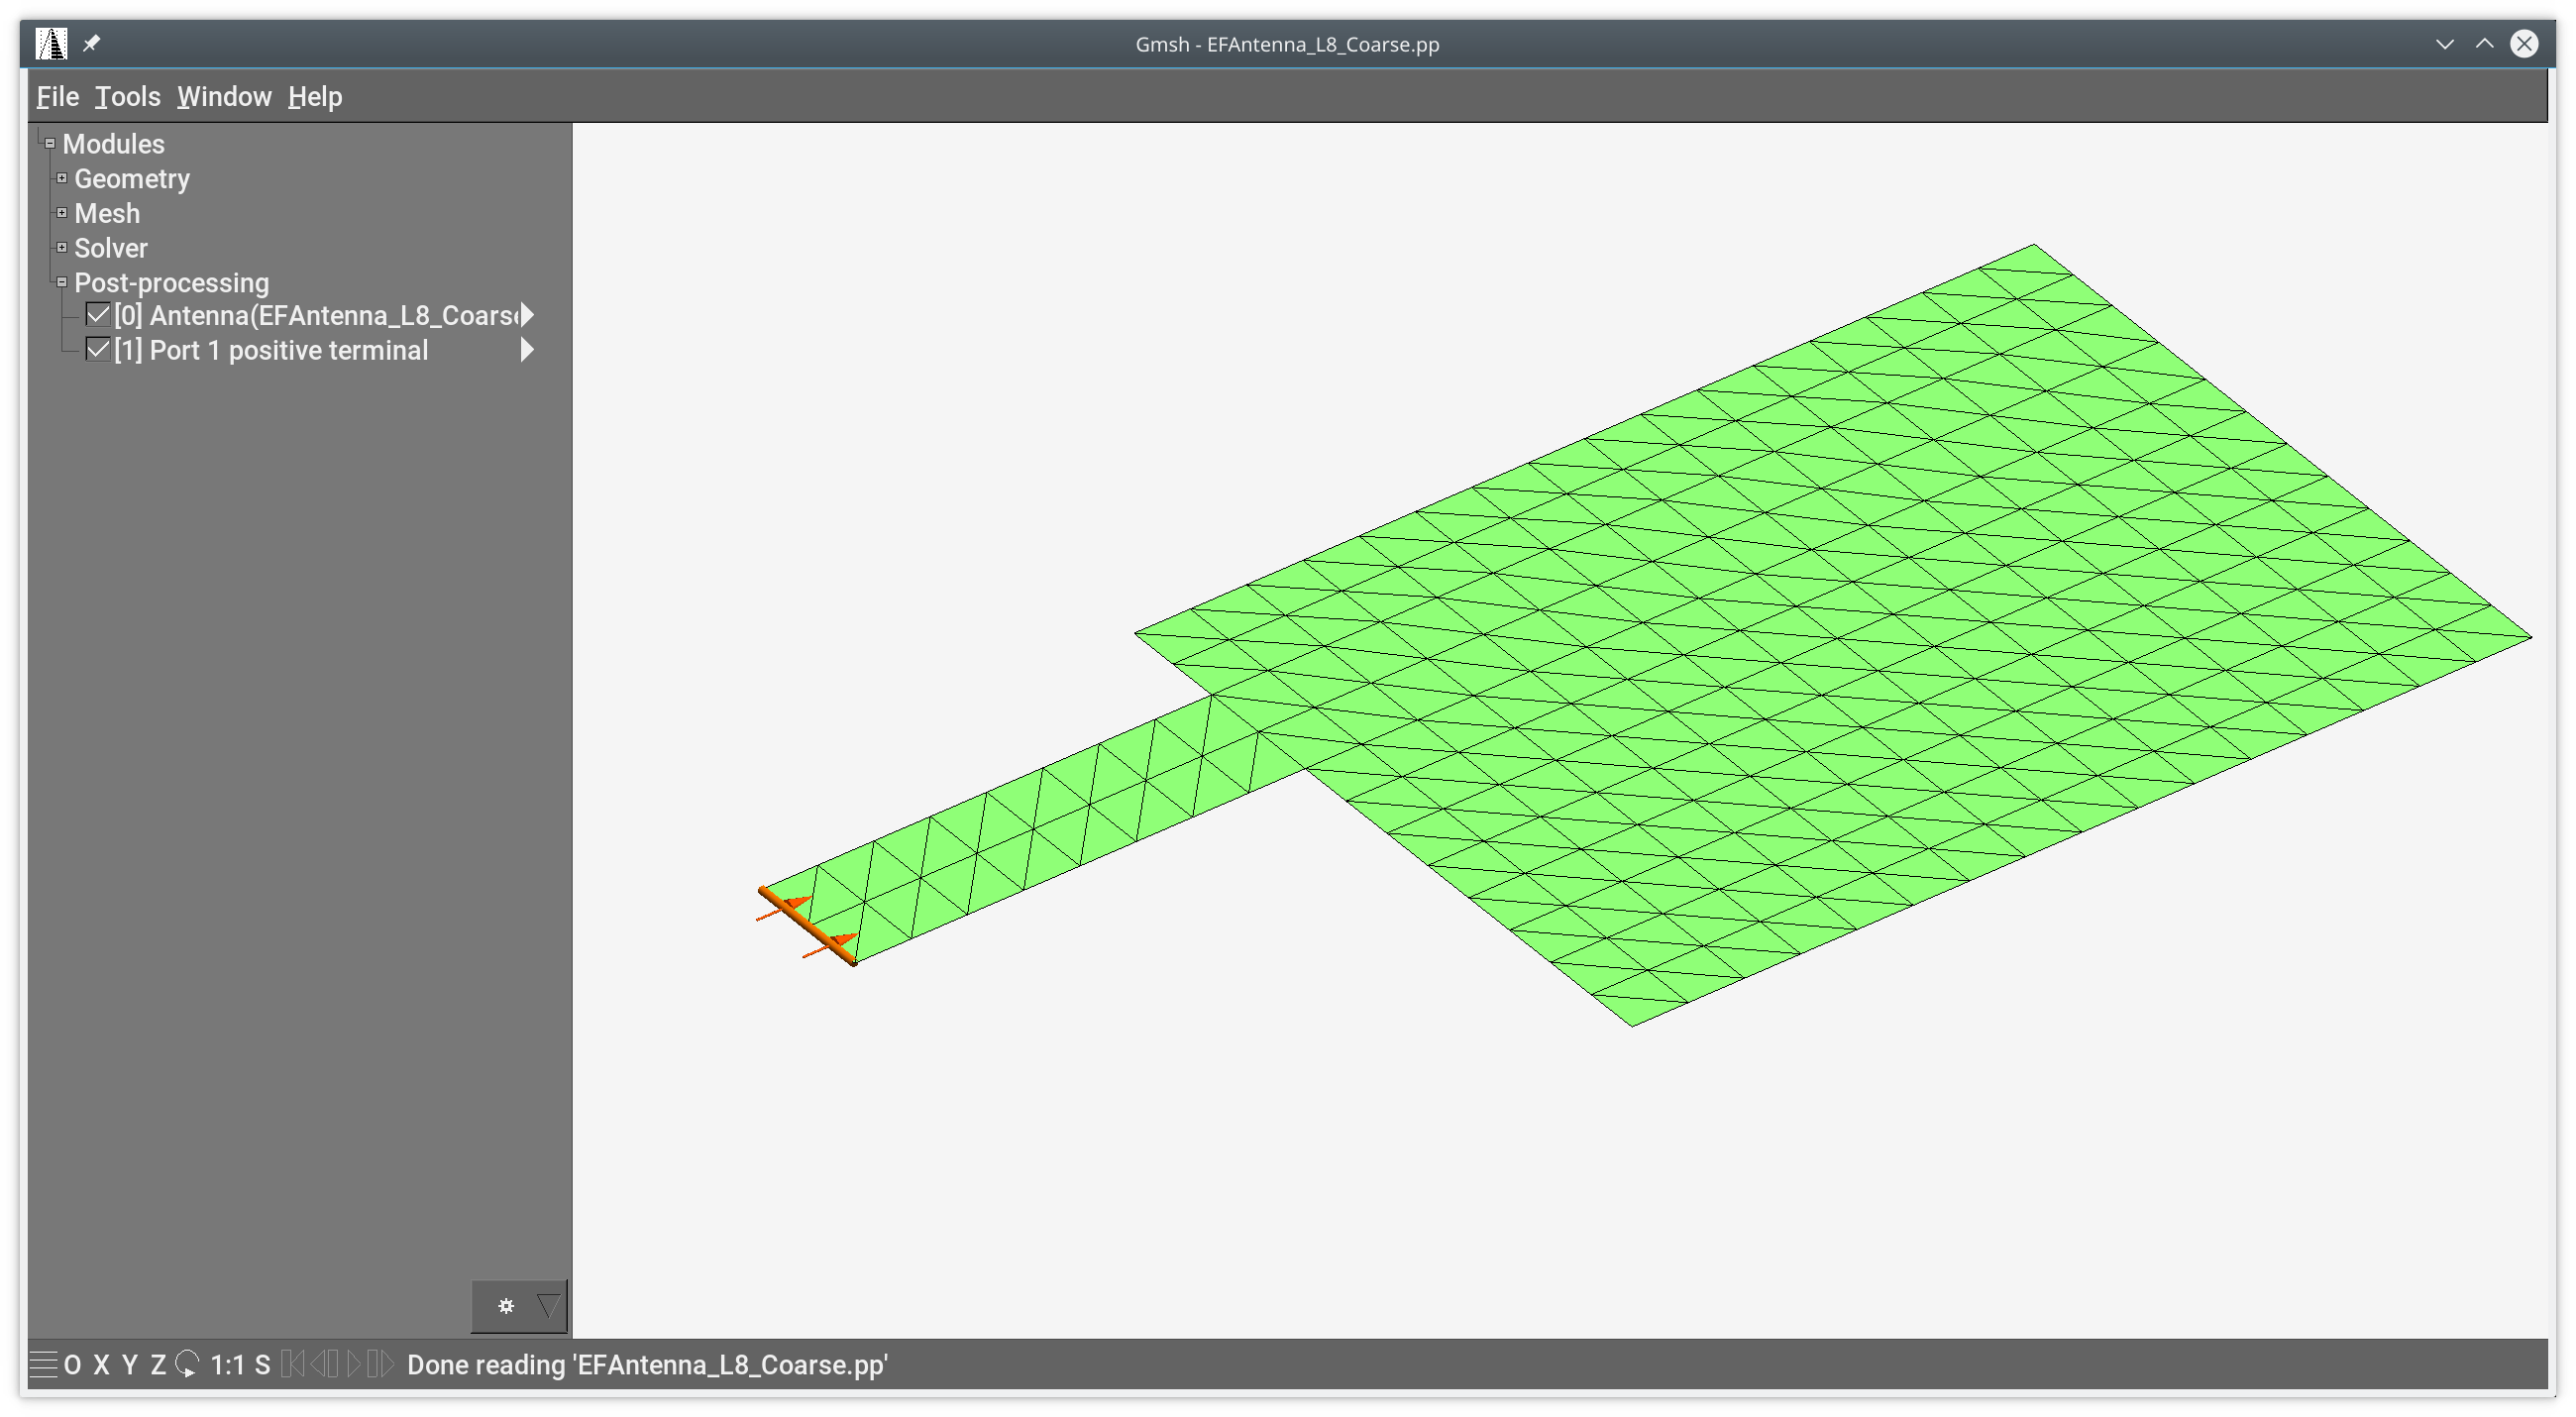 Gmsh - EFAntenna_L8_Coarse.pp
File Tools Window Help
Modules
Geometry
Mesh
Solver
Post-processing
[0] Antenna(EFAntenna_L8_Coarse
[1] Port 1 positive terminal
O X Y Z 1:1 S Done reading 'EFAntenna_L8_Coarse.pp'